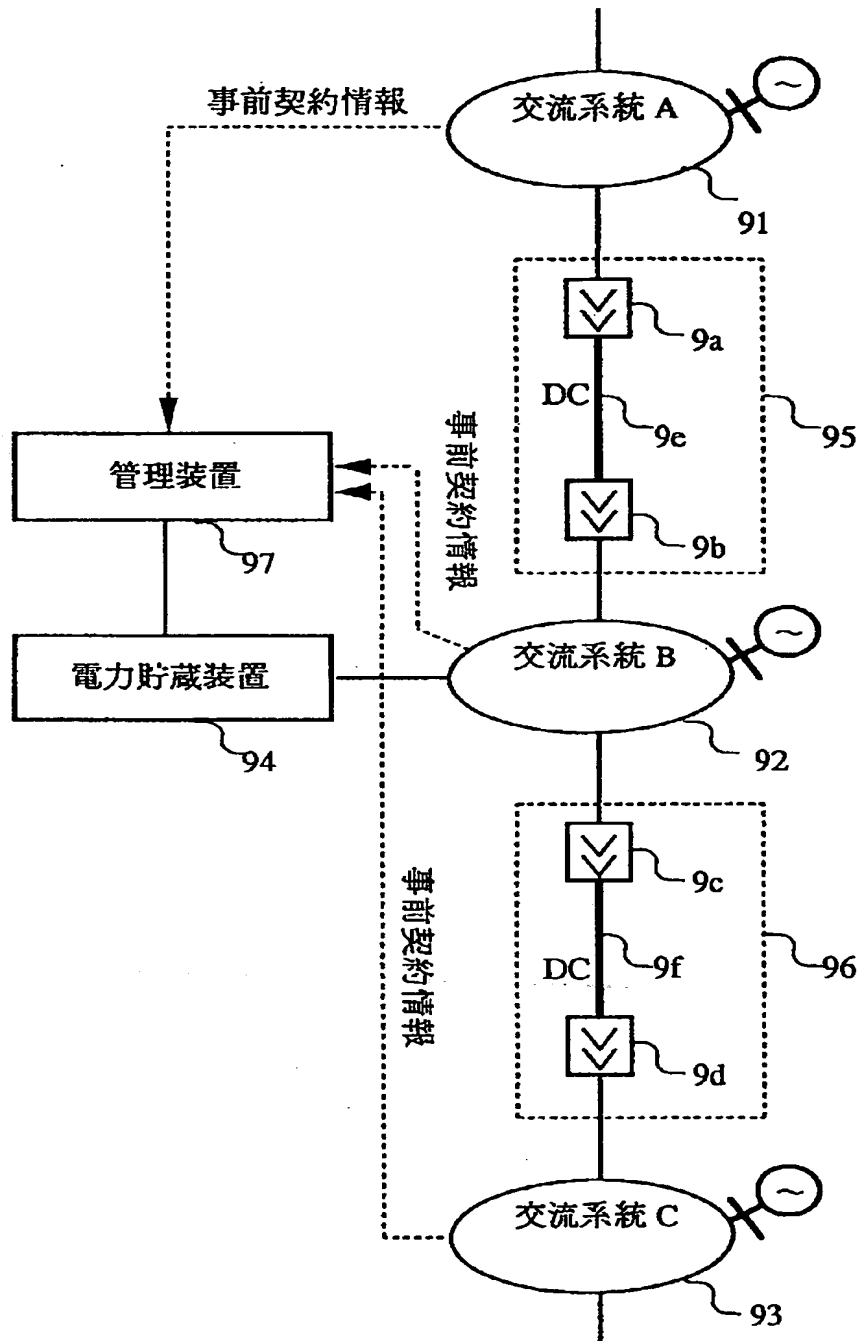 事前契約情報
交流系統 A
91
9a
DC
9e
95
9b
管理装置
97
事前契約情報
電力貯蔵装置
94
交流系統 B
92
9c
DC
9f
96
9d
事前契約情報
交流系統 C
93
~
~
~